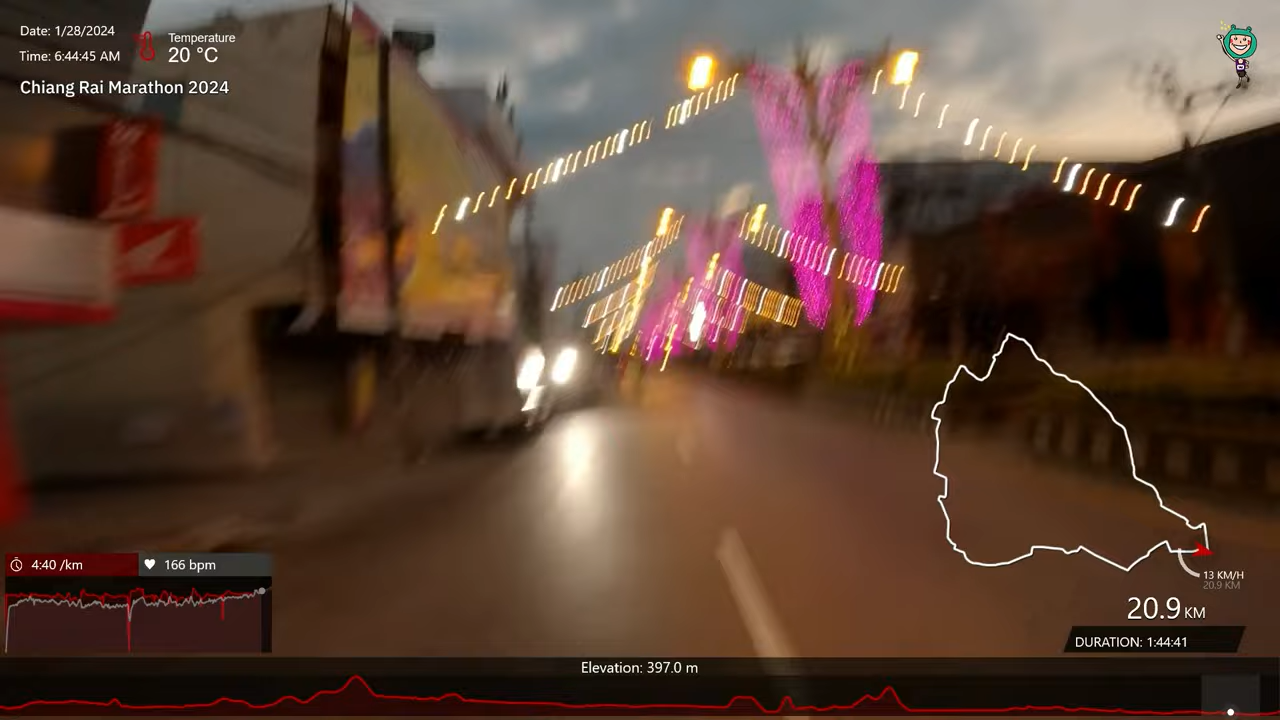 Date: 1/28/2024
Time: 6:44:45 AM
Temperature
20 °C
Chiang Rai Marathon 2024
4:40 /km
166 bpm
13 KM/H
20.9 KM
20.9 KM
DURATION: 1:44:41
Elevation: 397.0 m